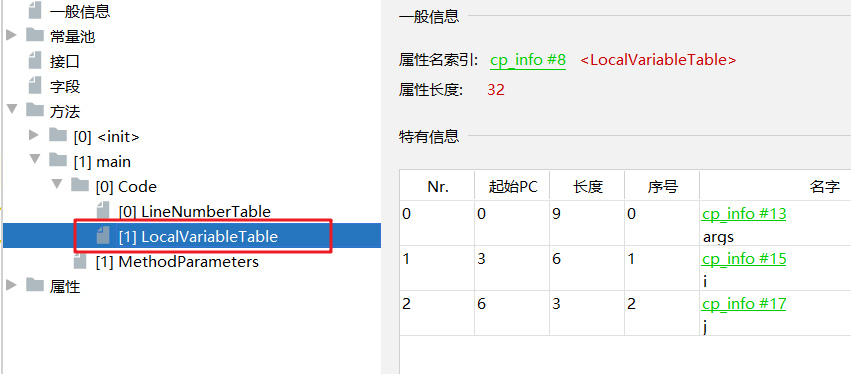 一般信息
常量池
接口
字段
方法
[0] <init>
[1] main
[0] Code
[0] LineNumberTable
[1] LocalVariableTable
[1] MethodParameters
属性
一般信息
属性名索引: cp_info #8 <LocalVariableTable>
属性长度: 32
特有信息
Nr. 起始PC 长度 序号 名字
0 0 9 0 cp_info #13
args
1 3 6 1 cp_info #15
i
2 6 3 2 cp_info #17
j